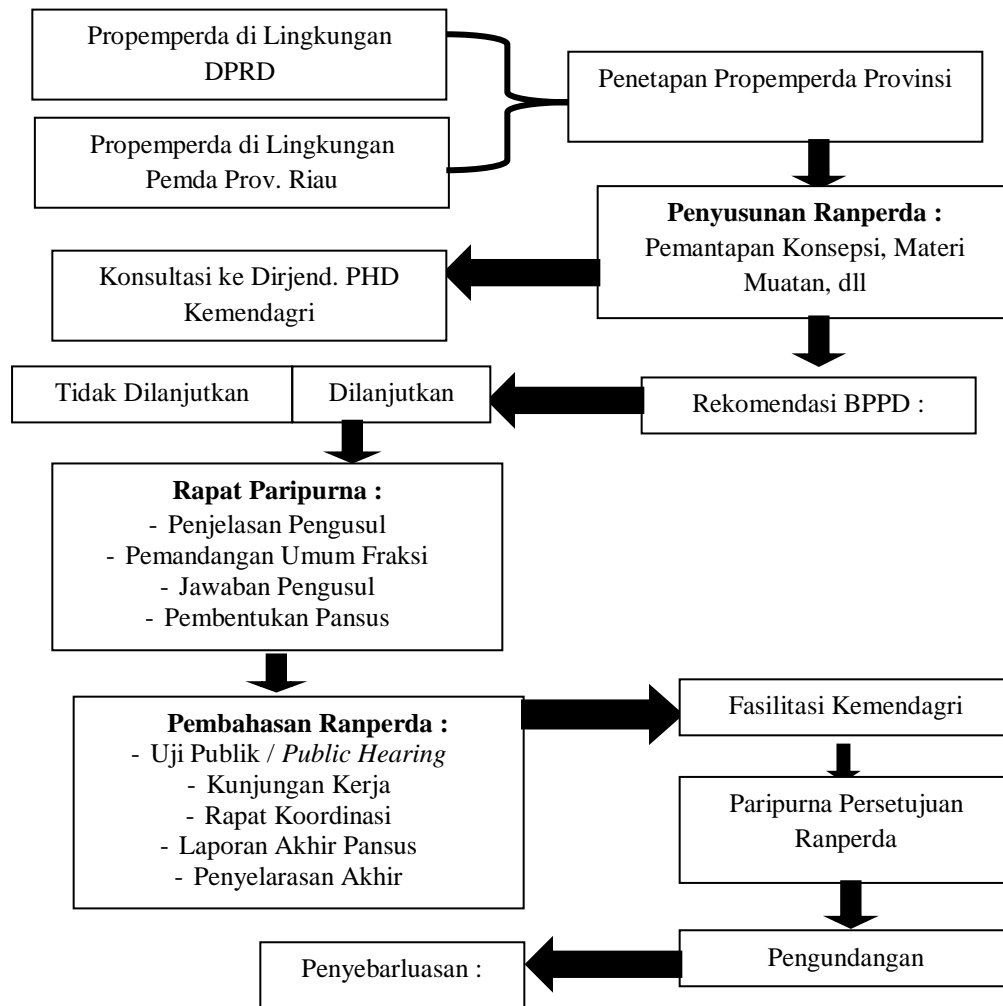 Propemperda di Lingkungan
DPRD
Penetapan Propemperda Provinsi
Propemperda di Lingkungan
Pemda Prov. Riau
Penyusunan Ranperda :
Pemantapan Konsepsi, Materi
Muatan, dll
Konsultasi ke Dirjend. PHD
Kemendagri
Tidak Dilanjutkan
Dilanjutkan
Rekomendasi BPPD :
Rapat Paripurna :
- Penjelasan Pengusul
- Pemandangan Umum Fraksi
- Jawaban Pengusul
- Pembentukan Pansus
Pembahasan Ranperda :
- Uji Publik / Public Hearing
- Kunjungan Kerja
- Rapat Koordinasi
- Laporan Akhir Pansus
- Penyelarasan Akhir
Fasilitasi Kemendagri
Paripurna Persetujuan
Ranperda
Pengundangan
Penyebarluasan :